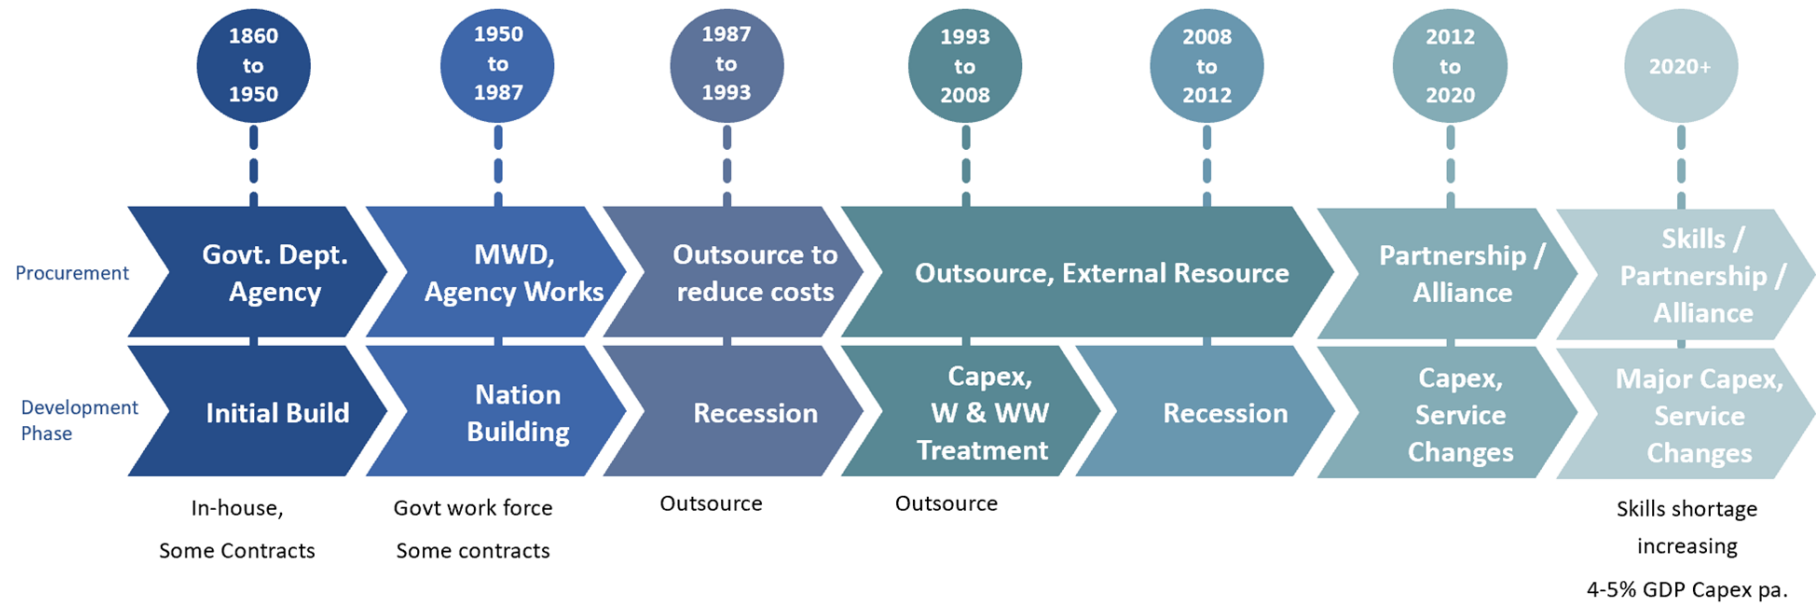 1860
to
1950
1950
to
1987
1987
to
1993
1993
to
2008
2008
to
2012
2012
to
2020
2020+
Procurement
Govt. Dept.
Agency
MWD,
Agency Works
Outsource to
reduce costs
Outsource, External Resource
Partnership /
Alliance
Skills /
Partnership /
Alliance
Development
Phase
Initial Build
Nation
Building
Recession
Capex,
W & WW
Treatment
Recession
Capex,
Service
Changes
Major Capex,
Service
Changes
In-house,
Some Contracts
Govt work force
Some contracts
Outsource
Outsource
Skills shortage
increasing
4-5% GDP Capex pa.